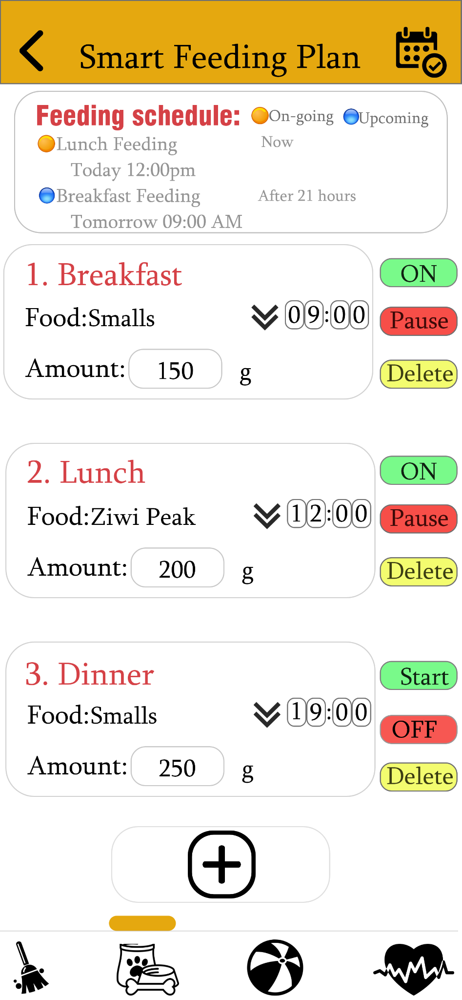 Smart Feeding Plan
Feeding schedule: On-going Upcoming
Lunch Feeding Now
Today 12:00pm
Breakfast Feeding After 21 hours
Tomorrow 09:00 AM
1. Breakfast ON
Food:Smalls 09:00 Pause
Amount: 150 g Delete
2. Lunch ON
Food:Ziwi Peak 12:00 Pause
Amount: 200 g Delete
3. Dinner Start
Food:Smalls 19:00 OFF
Amount: 250 g Delete